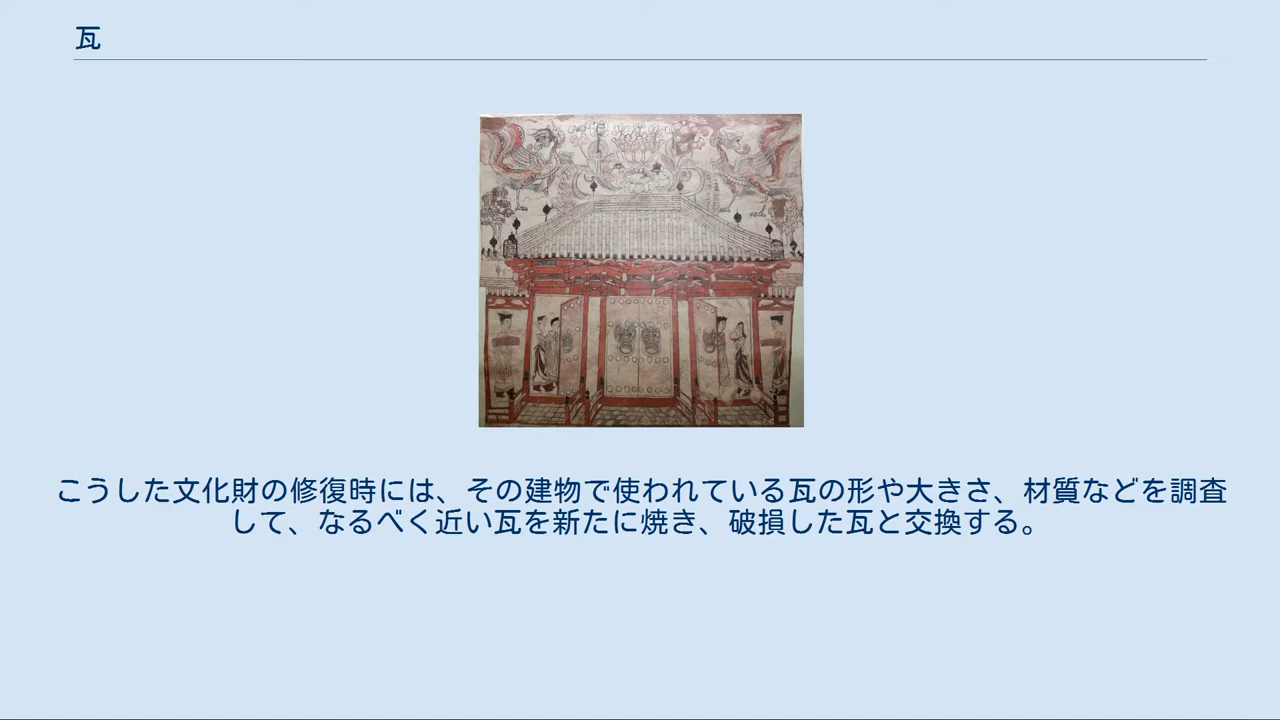 瓦
こうした文化財の修復時には、その建物で使われている瓦の形や大きさ、材質などを調査
して、なるべく近い瓦を新たに焼き、破損した瓦と交換する。